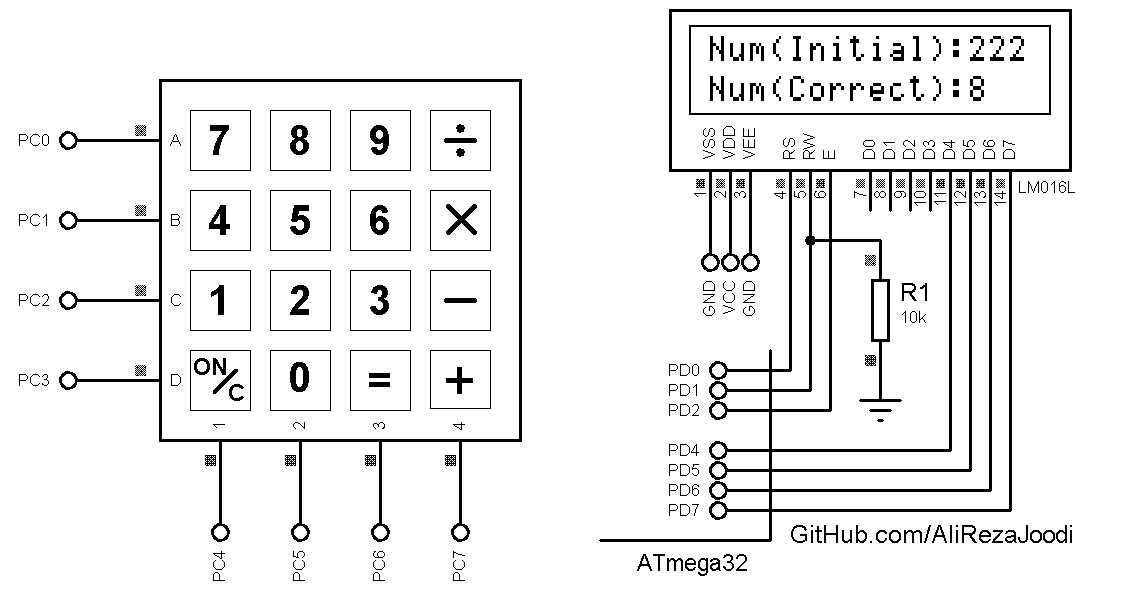 PC0
A
7 8 9 ÷
PC1
B
4 5 6 ×
PC2
C
1 2 3 −
PC3
D
ON/C 0 = +
1 2 3 4
PC4 PC5 PC6 PC7
Num(Initial):222
Num(Correct):8
VSS VDD VEE RS RW E D0 D1 D2 D3 D4 D5 D6 D7
1 2 3 4 5 6 7 8 9 10 11 12 13 14
LM016L
GND VCC GND
R1
10k
PD0
PD1
PD2
PD4
PD5
PD6
PD7
GitHub.com/AliRezaJoodi
ATmega32